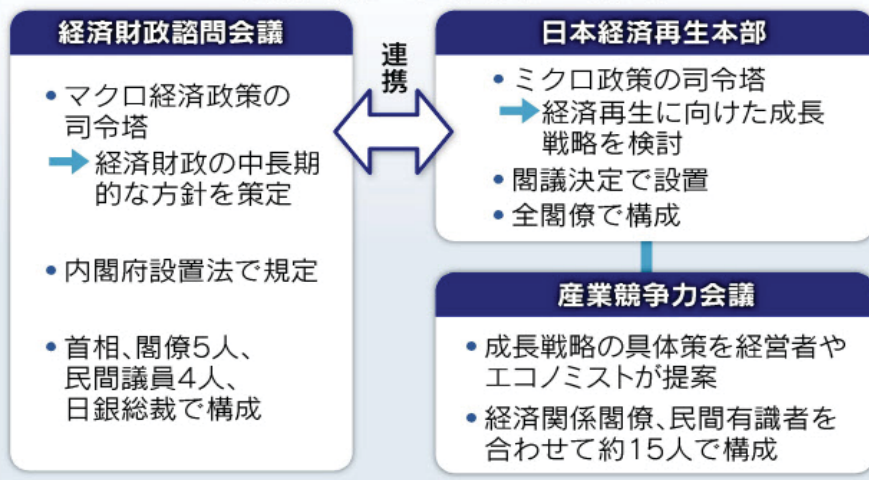 経済財政諮問会議
• マクロ経済政策の
司令塔
➡経済財政の中長期
的な方針を策定
• 内閣府設置法で規定
• 首相、閣僚5人、
民間議員4人、
日銀総裁で構成
連携
日本経済再生本部
• ミクロ政策の司令塔
➡経済再生に向けた成長
戦略を検討
• 閣議決定で設置
• 全閣僚で構成
産業競争力会議
• 成長戦略の具体策を経営者や
エコノミストが提案
• 経済関係閣僚、民間有識者を
合わせて約15人で構成